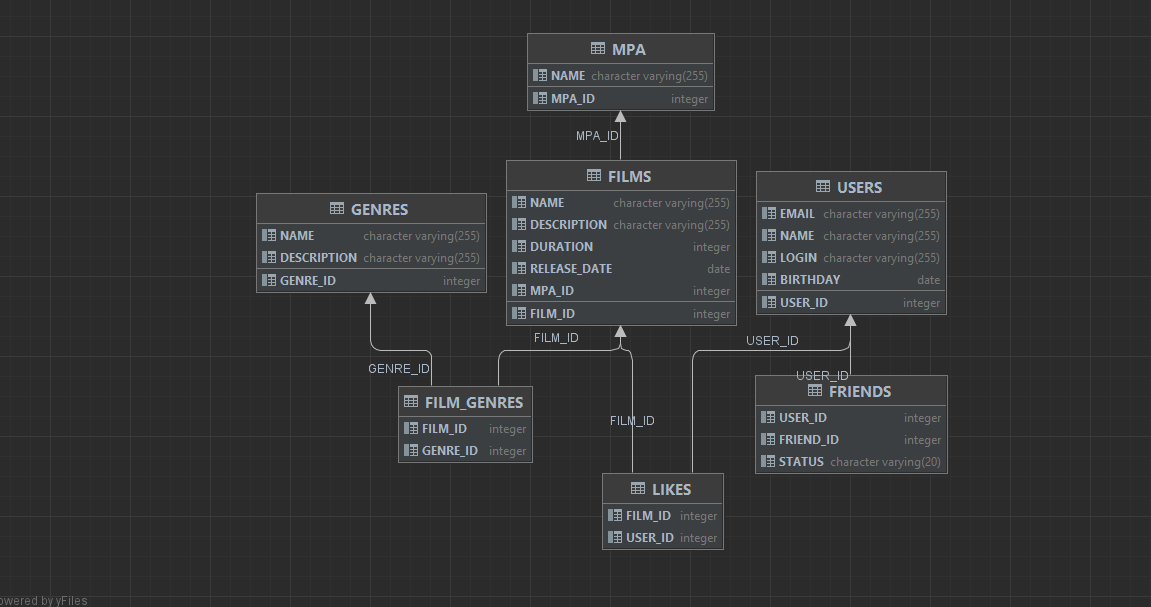 MPA
NAME character varying(255)
MPA_ID integer
MPA_ID
FILMS
NAME character varying(255)
DESCRIPTION character varying(255)
DURATION integer
RELEASE_DATE date
MPA_ID integer
FILM_ID integer
USERS
EMAIL character varying(255)
NAME character varying(255)
LOGIN character varying(255)
BIRTHDAY date
USER_ID integer
GENRES
NAME character varying(255)
DESCRIPTION character varying(255)
GENRE_ID integer
FILM_ID
USER_ID
GENRE_ID
USER_ID
FILM_GENRES
FILM_ID integer
GENRE_ID integer
FILM_ID
FRIENDS
USER_ID integer
FRIEND_ID integer
STATUS character varying(20)
LIKES
FILM_ID integer
USER_ID integer
owered by yFiles